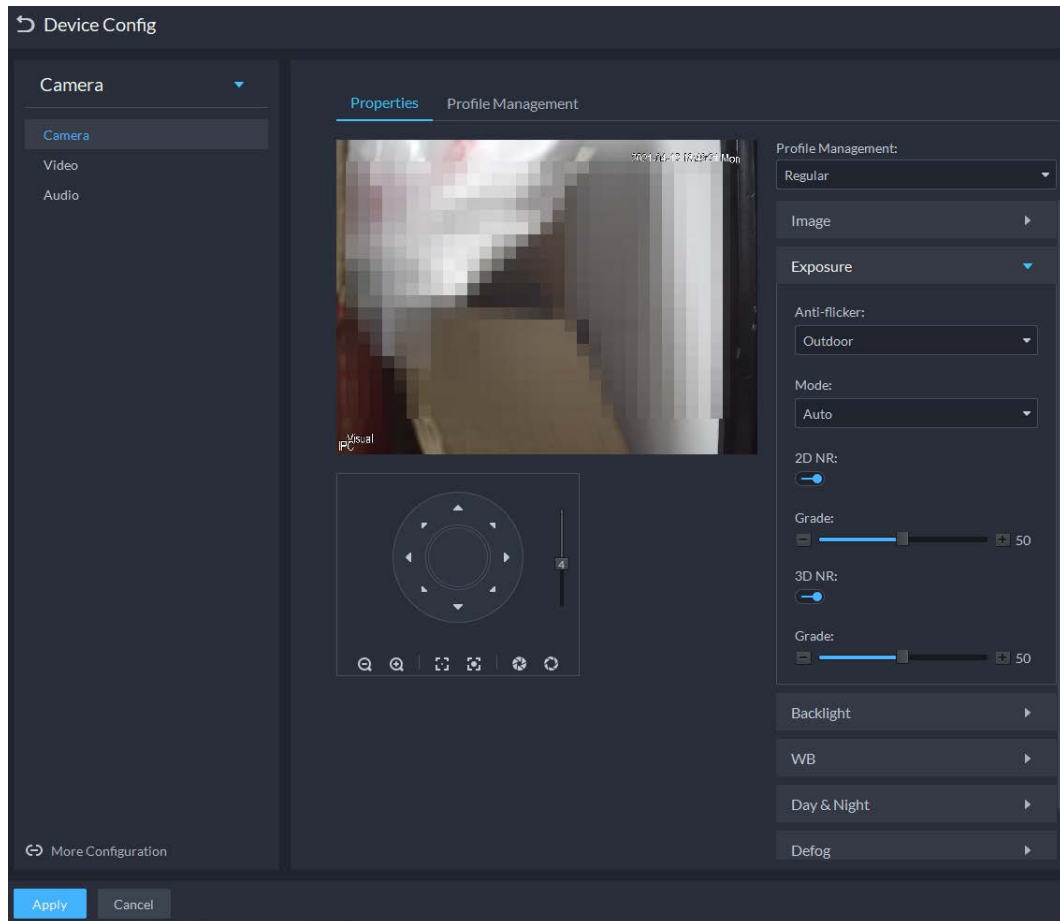 Device Config
Camera
Camera
Video
Audio
More Configuration
Properties
Profile Management
Mon
Visual
IPC
4
Profile Management:
Regular
Image
Exposure
Anti-flicker:
Outdoor
Mode:
Auto
2D NR:
Grade:
50
3D NR:
Grade:
50
Backlight
WB
Day & Night
Defog
Apply
Cancel